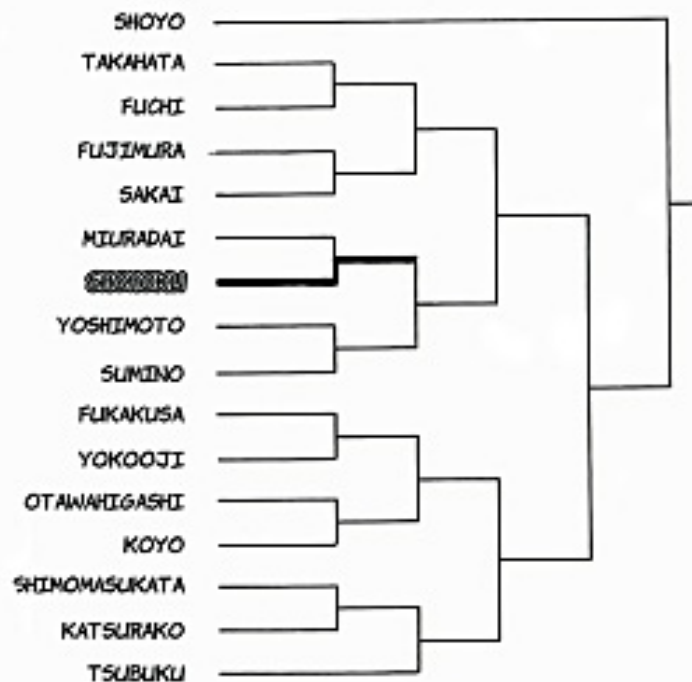 SHOYO
TAKAHATA
FUCHI
FUJIMURA
SAKAI
MIURADAI
YOSHIMOTO
SUMINO
FUKAKUSA
YOKOOJI
OTAWAHIGASHI
KOYO
SHIMOMASUKATA
KATSURAKO
TSUBUKU